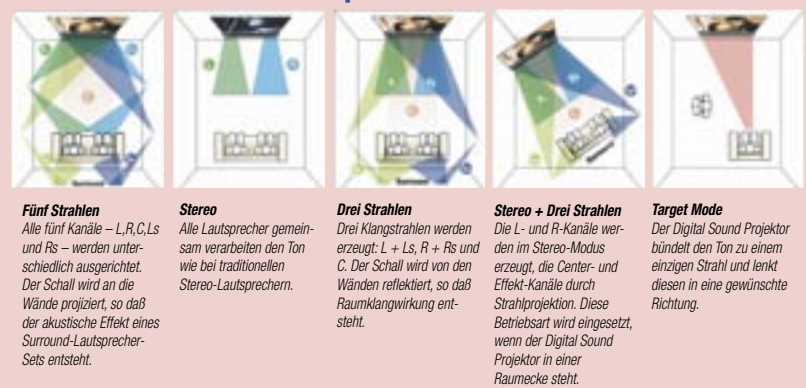 Fünf Strahlen
Alle fünf Kanäle – L,R,C,Ls
und Rs – werden unter-
schiedlich ausgerichtet.
Der Schall wird an die
Wände projiziert, so daß
der akustische Effekt eines
Surround-Lautsprecher-
Sets entsteht.
Stereo
Alle Lautsprecher gemein-
sam verarbeiten den Ton
wie bei traditionellen
Stereo-Lautsprechern.
Drei Strahlen
Drei Klangstrahlen werden
erzeugt: L + Ls, R + Rs und
C. Der Schall wird von den
Wänden reflektiert, so daß
Raumklangwirkung ent-
steht.
Stereo + Drei Strahlen
Die L- und R-Kanäle wer-
den im Stereo-Modus
erzeugt, die Center- und
Effekt-Kanäle durch
Strahlprojektion. Diese
Betriebsart wird eingesetzt,
wenn der Digital Sound
Projektor in einer
Raumecke steht.
Target Mode
Der Digital Sound Projektor
bündelt den Ton zu einem
einzigen Strahl und lenkt
diesen in eine gewünschte
Richtung.